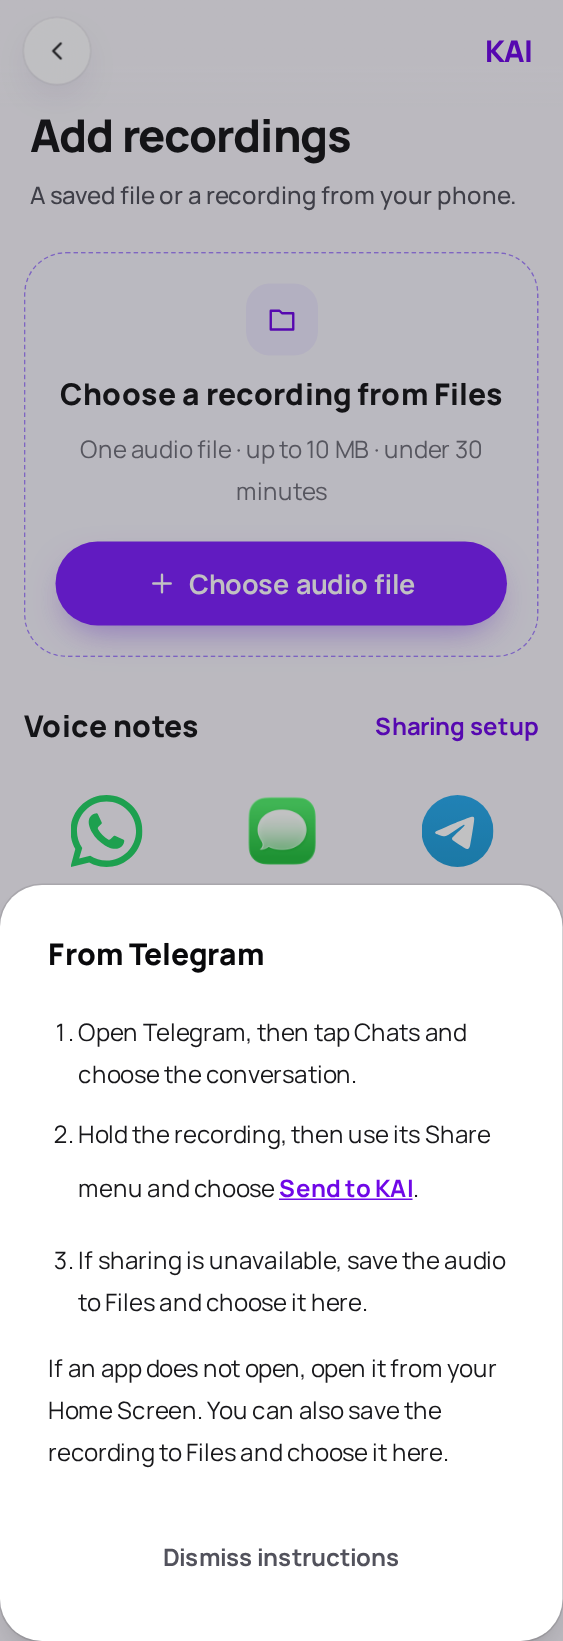 KAI
Add recordings
A saved file or a recording from your phone.
Choose a recording from Files
One audio file · up to 10 MB · under 30
minutes
Choose audio file
Voice notes
Sharing setup
From Telegram
1. Open Telegram, then tap Chats and
choose the conversation.
2. Hold the recording, then use its Share
menu and choose Send to KAI.
3. If sharing is unavailable, save the audio
to Files and choose it here.
If an app does not open, open it from your
Home Screen. You can also save the
recording to Files and choose it here.
Dismiss instructions